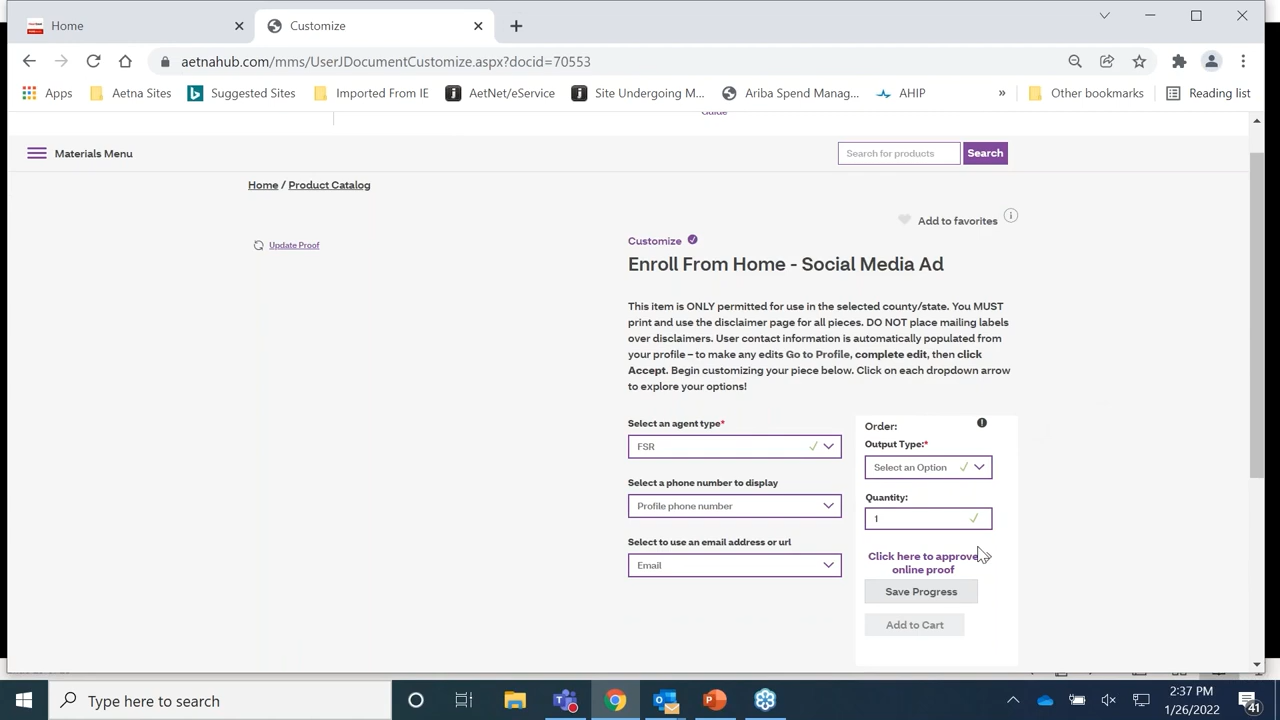 Home
Customize
aetnahub.com/mms/UserJDocumentCustomize.aspx?docid=70553
Apps
Aetna Sites
Suggested Sites
Imported From IE
AetNet/eService
Site Undergoing M...
Ariba Spend Manag...
AHIP
»
Other bookmarks
Reading list
Guide
Materials Menu
Search for products
Search
Home / Product Catalog
Add to favorites
Update Proof
Customize
Enroll From Home - Social Media Ad
This item is ONLY permitted for use in the selected county/state. You MUST
print and use the disclaimer page for all pieces. DO NOT place mailing labels
over disclaimers. User contact information is automatically populated from
your profile – to make any edits Go to Profile, complete edit, then click
Accept. Begin customizing your piece below. Click on each dropdown arrow
to explore your options!
Select an agent type*
FSR
Select a phone number to display
Profile phone number
Select to use an email address or url
Email
Order:
Output Type:*
Select an Option
Quantity:
1
Click here to approve
online proof
Save Progress
Add to Cart
Type here to search
2:37 PM
1/26/2022
41